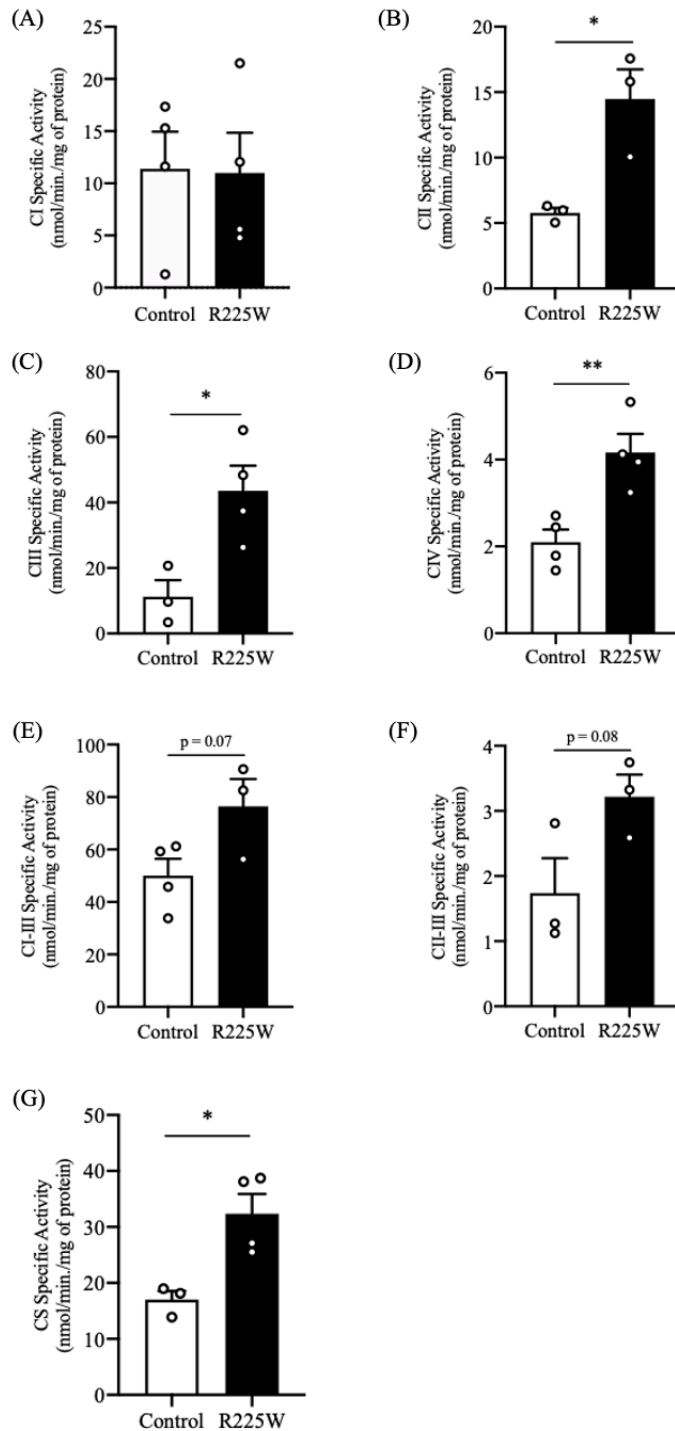 (A)
CI Specific Activity
(nmol/min./mg of protein)
25
20
15
10
5
0
Control R225W
(B)
*
CII Specific Activity
(nmol/min./mg of protein)
20
15
10
5
0
Control R225W
(C)
*
CIII Specific Activity
(nmol/min./mg of protein)
80
60
40
20
0
Control R225W
(D)
**
CIV Specific Activity
(nmol/min./mg of protein)
6
4
2
0
Control R225W
(E)
p = 0.07
CI-III Specific Activity
(nmol/min./mg of protein)
100
80
60
40
20
0
Control R225W
(F)
p = 0.08
CII-III Specific Activity
(nmol/min./mg of protein)
4
3
2
1
0
Control R225W
(G)
*
CS Specific Activity
(nmol/min./mg of protein)
50
40
30
20
10
0
Control R225W